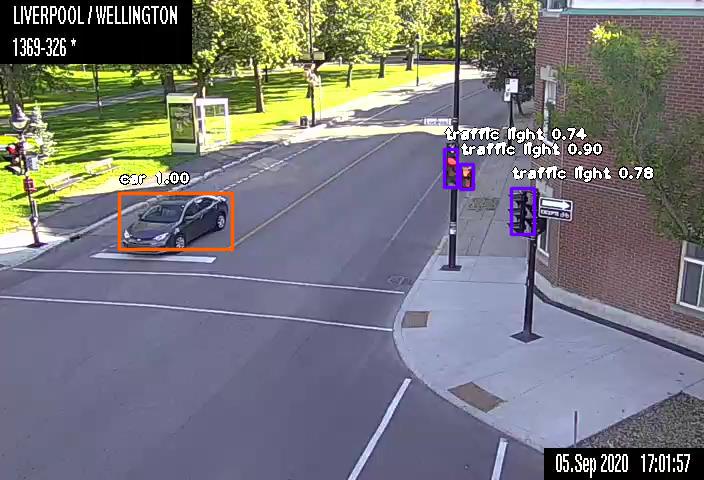 LIVERPOOL / WELLINGTON
1369-326 *
traffic light 0.74
traffic light 0.90
traffic light 0.78
car 1.00
EXCEPTÉ
05.Sep 2020 17:01:57